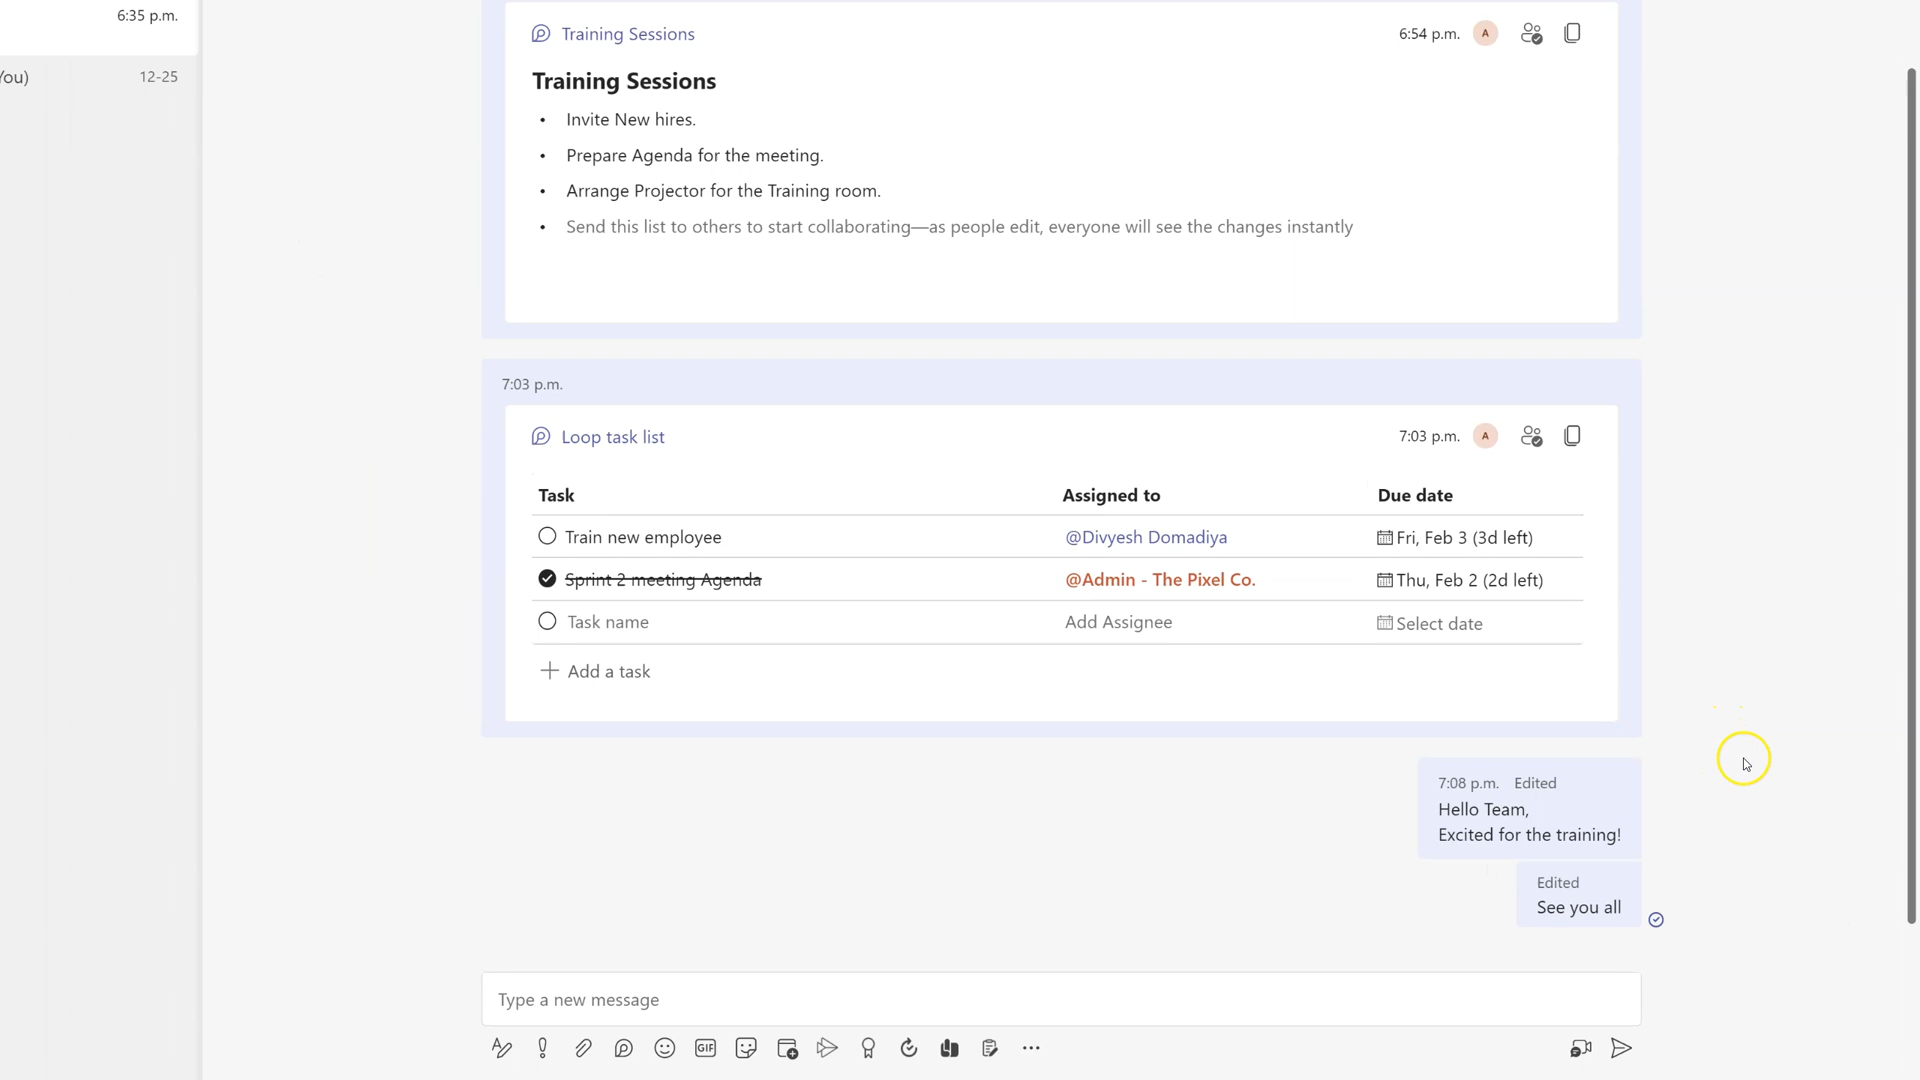 6:35 p.m.
You) 12-25
Training Sessions 6:54 p.m. A
Training Sessions
• Invite New hires.
• Prepare Agenda for the meeting.
• Arrange Projector for the Training room.
• Send this list to others to start collaborating—as people edit, everyone will see the changes instantly
7:03 p.m.
Loop task list 7:03 p.m. A
Task Assigned to Due date
Train new employee @Divyesh Domadiya Fri, Feb 3 (3d left)
Sprint 2 meeting Agenda @Admin - The Pixel Co. Thu, Feb 2 (2d left)
Task name Add Assignee Select date
Add a task
7:08 p.m. Edited
Hello Team,
Excited for the training!
Edited
See you all
Type a new message
GIF